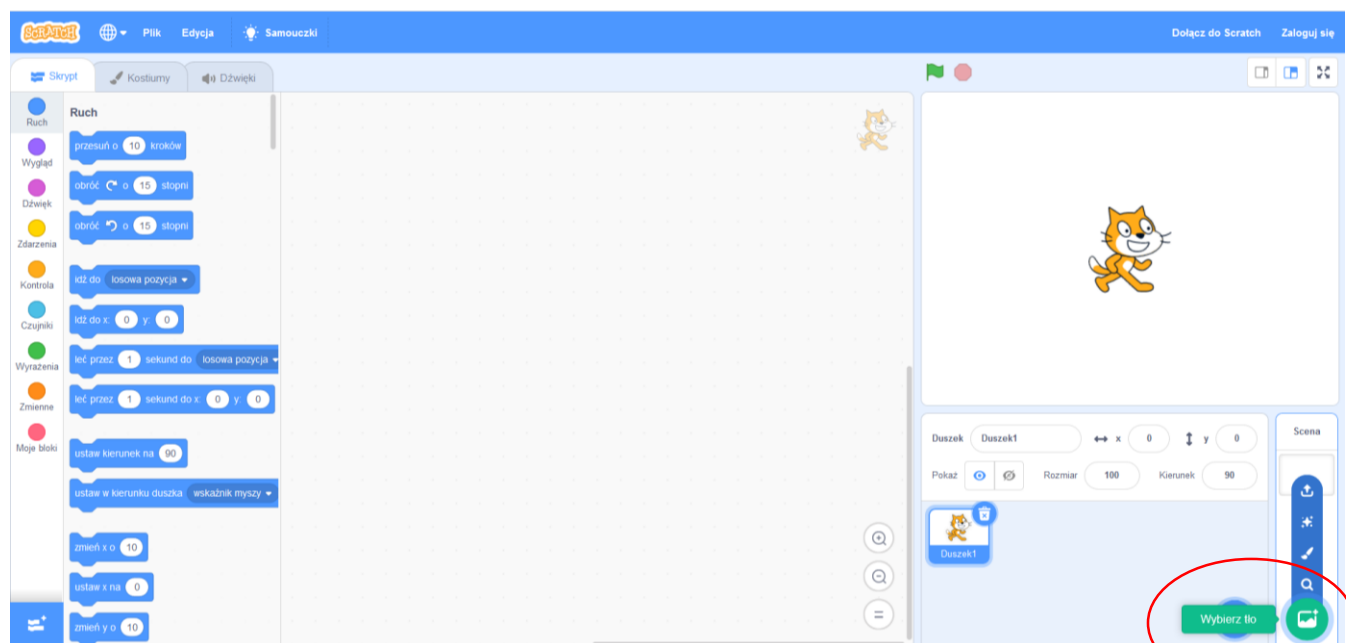 SCRATCH Plik Edycja Samouczki Dołącz do Scratch Zaloguj się
Skrypt Kostiumy Dźwięki
Ruch
Wygląd
Dźwięk
Zdarzenia
Kontrola
Czujniki
Wyrażenia
Zmienne
Moje bloki
Ruch
przesuń o 10 kroków
obróć o 15 stopni
obróć o 15 stopni
idź do losowa pozycja
idź do x: 0 y: 0
leć przez 1 sekund do losowa pozycja
leć przez 1 sekund do x: 0 y: 0
ustaw kierunek na 90
ustaw w kierunku duszka wskaźnik myszy
zmień x o 10
ustaw x na 0
zmień y o 10
Duszek Duszek1 x 0 y 0
Pokaż Rozmiar 100 Kierunek 90
Duszek1
Scena
Wybierz tło